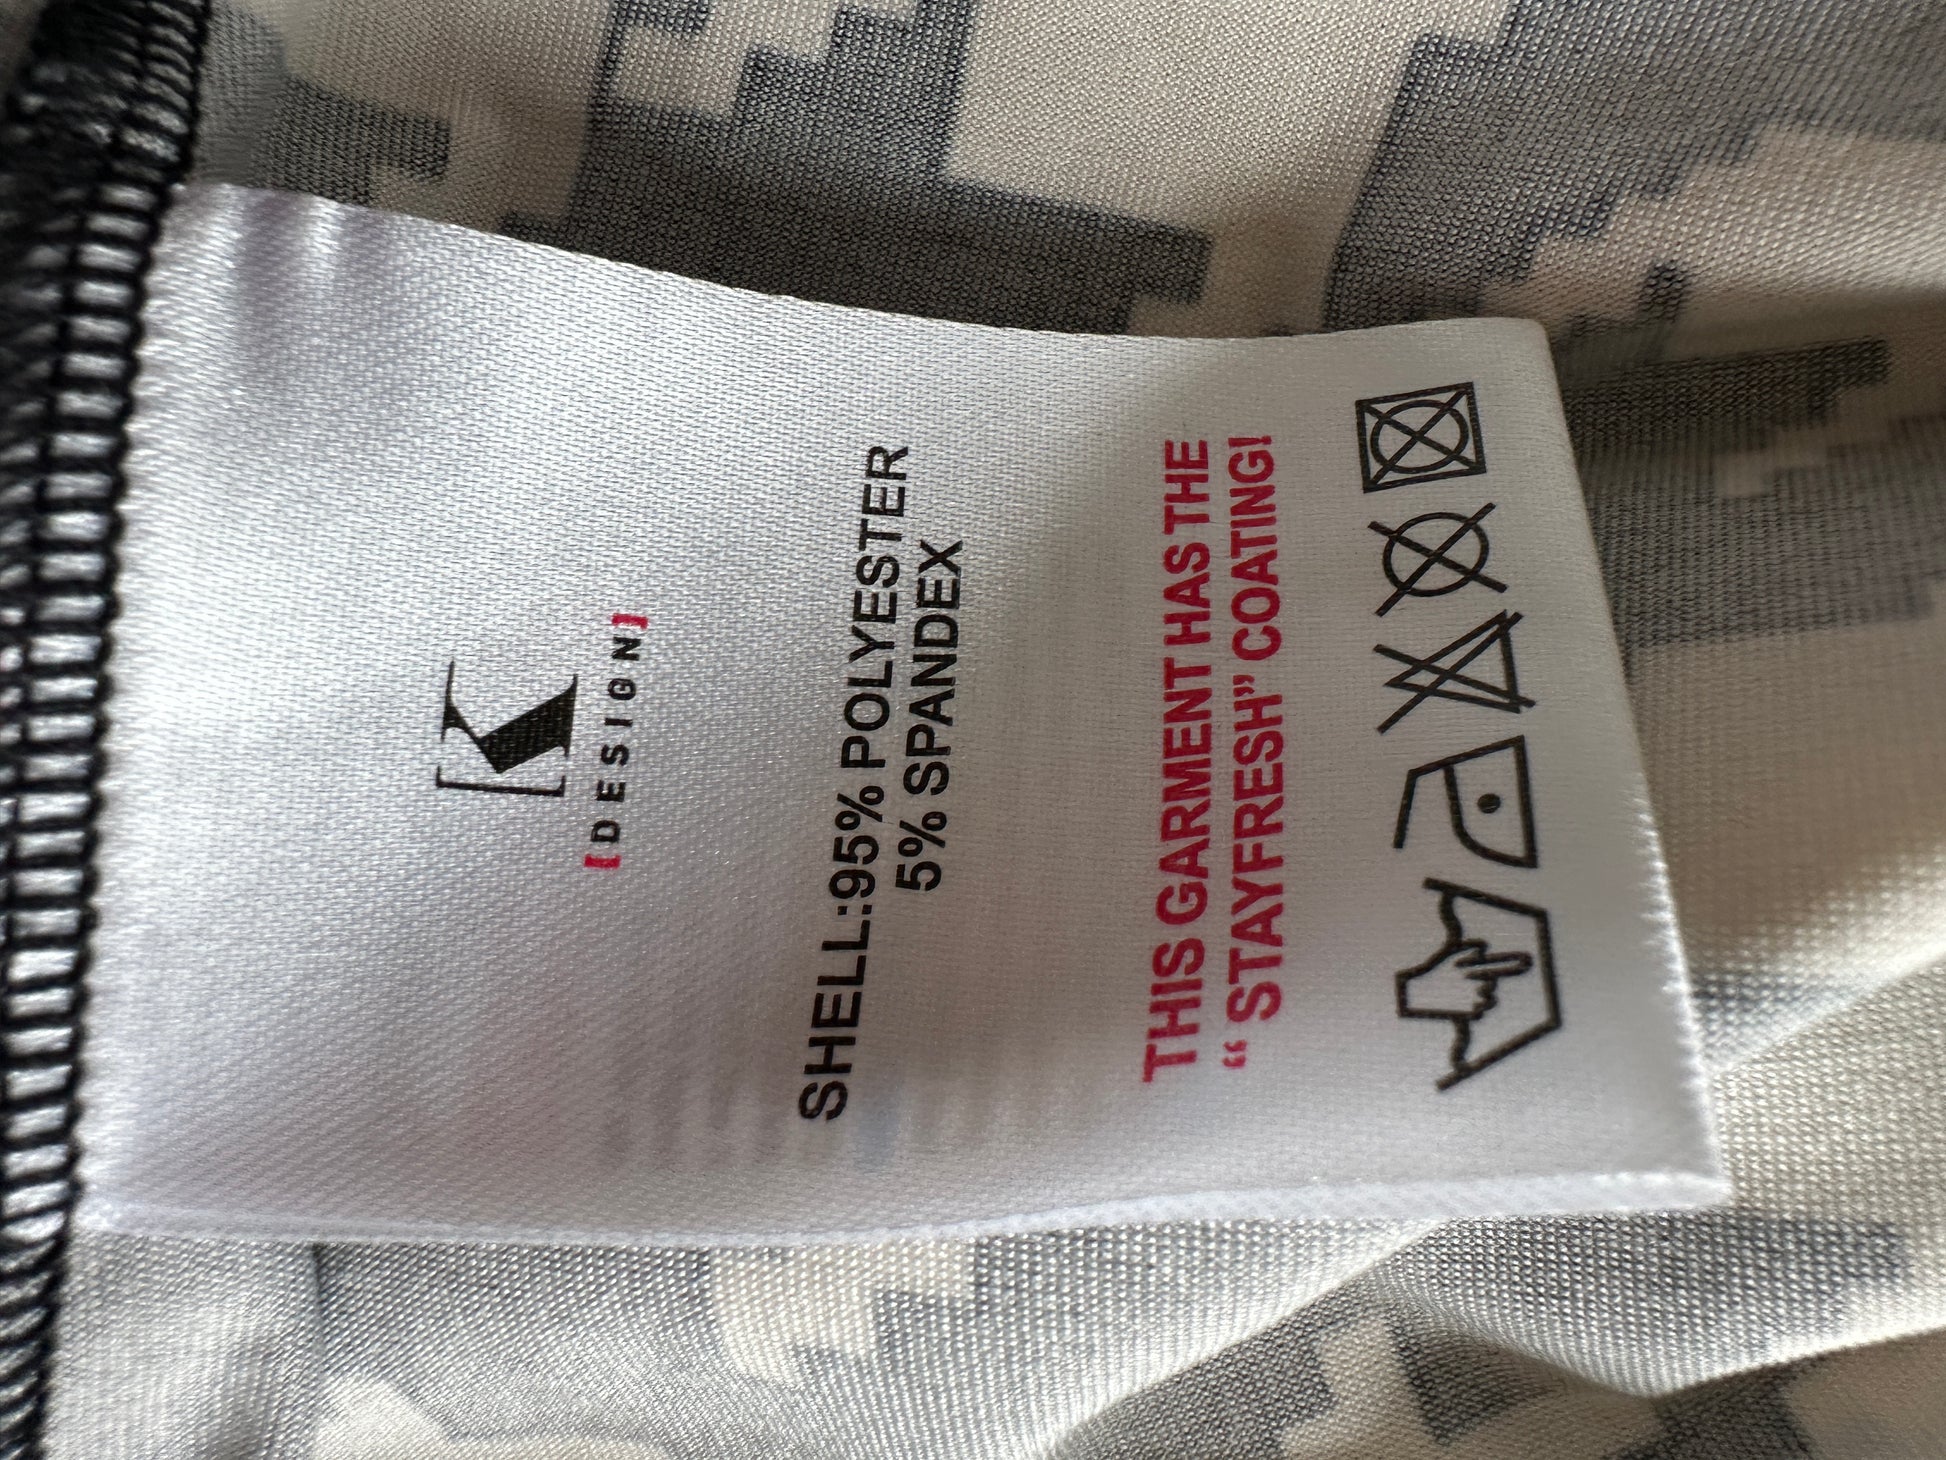 [K
[DESIGN]
SHELL:95% POLYESTER
5% SPANDEX
THIS GARMENT HAS THE
“STAYFRESH” COATING!